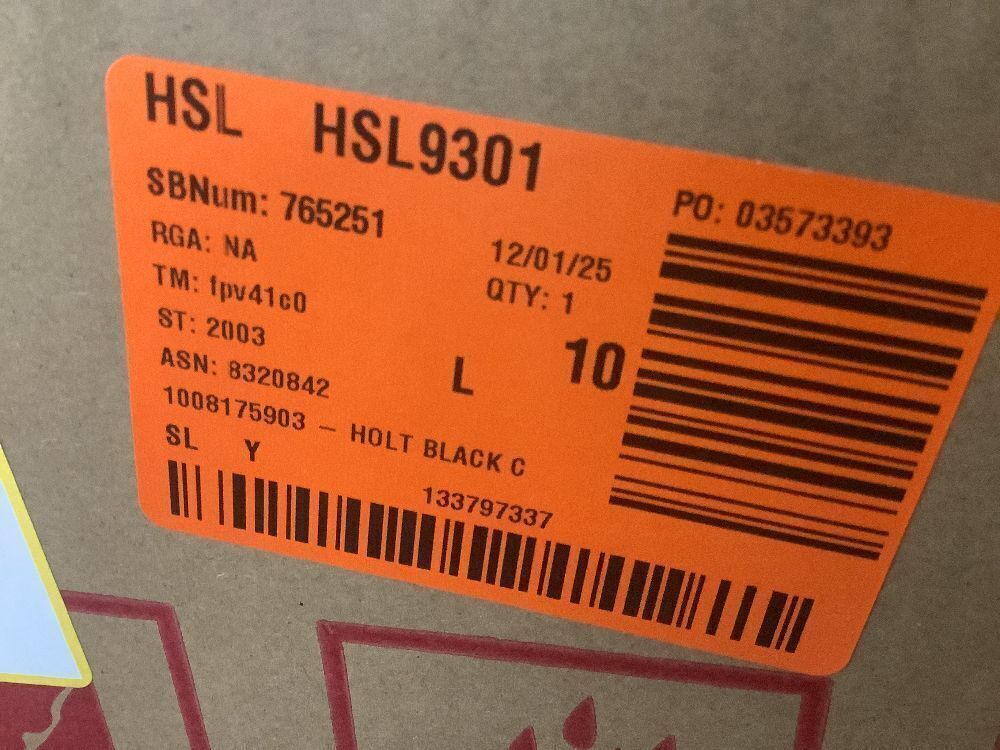 HSL HSL9301
SBNum: 765251
PO: 03573393
RGA: NA
12/01/25
TM: fpv41c0
QTY: 1
ST: 2003
ASN: 8320842
L 10
1008175903 – HOLT BLACK C
SL Y
133797337